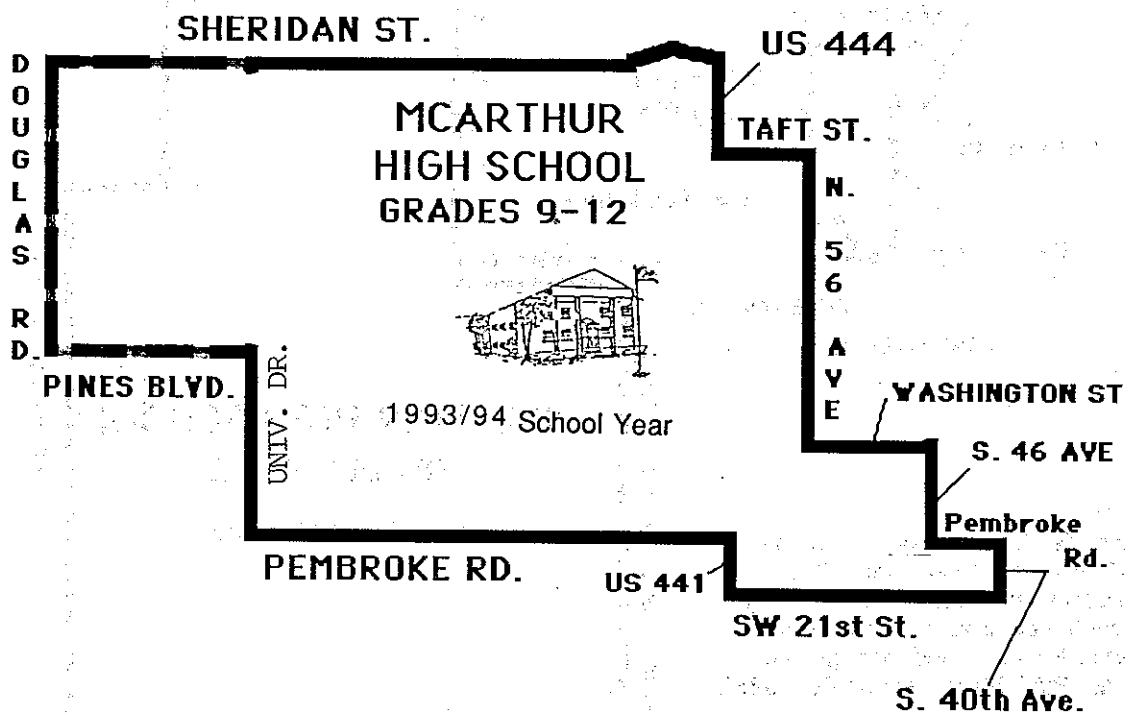 SHERIDAN ST.
US 444
DOUGLAS RD.
MCARTHUR
HIGH SCHOOL
GRADES 9-12
TAFT ST.
N. 56 AVE
PINES BLVD.
UNIV. DR.
1993/94 School Year
WASHINGTON ST
S. 46 AVE
Pembroke
Rd.
PEMBROKE RD.
US 441
SW 21st St.
S. 40th Ave.